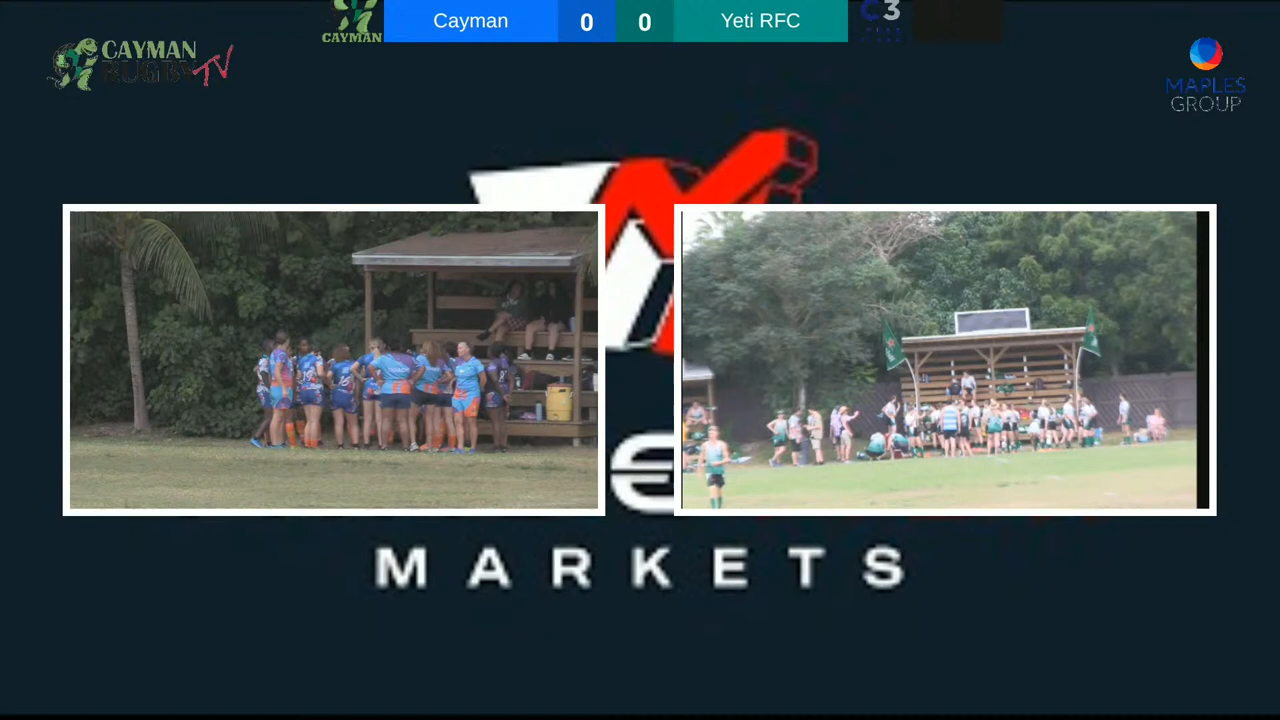 CAYMAN
Cayman 0 0 Yeti RFC
C3
CAYMAN
RUGBY TV
MAPLES
GROUP
MARKETS